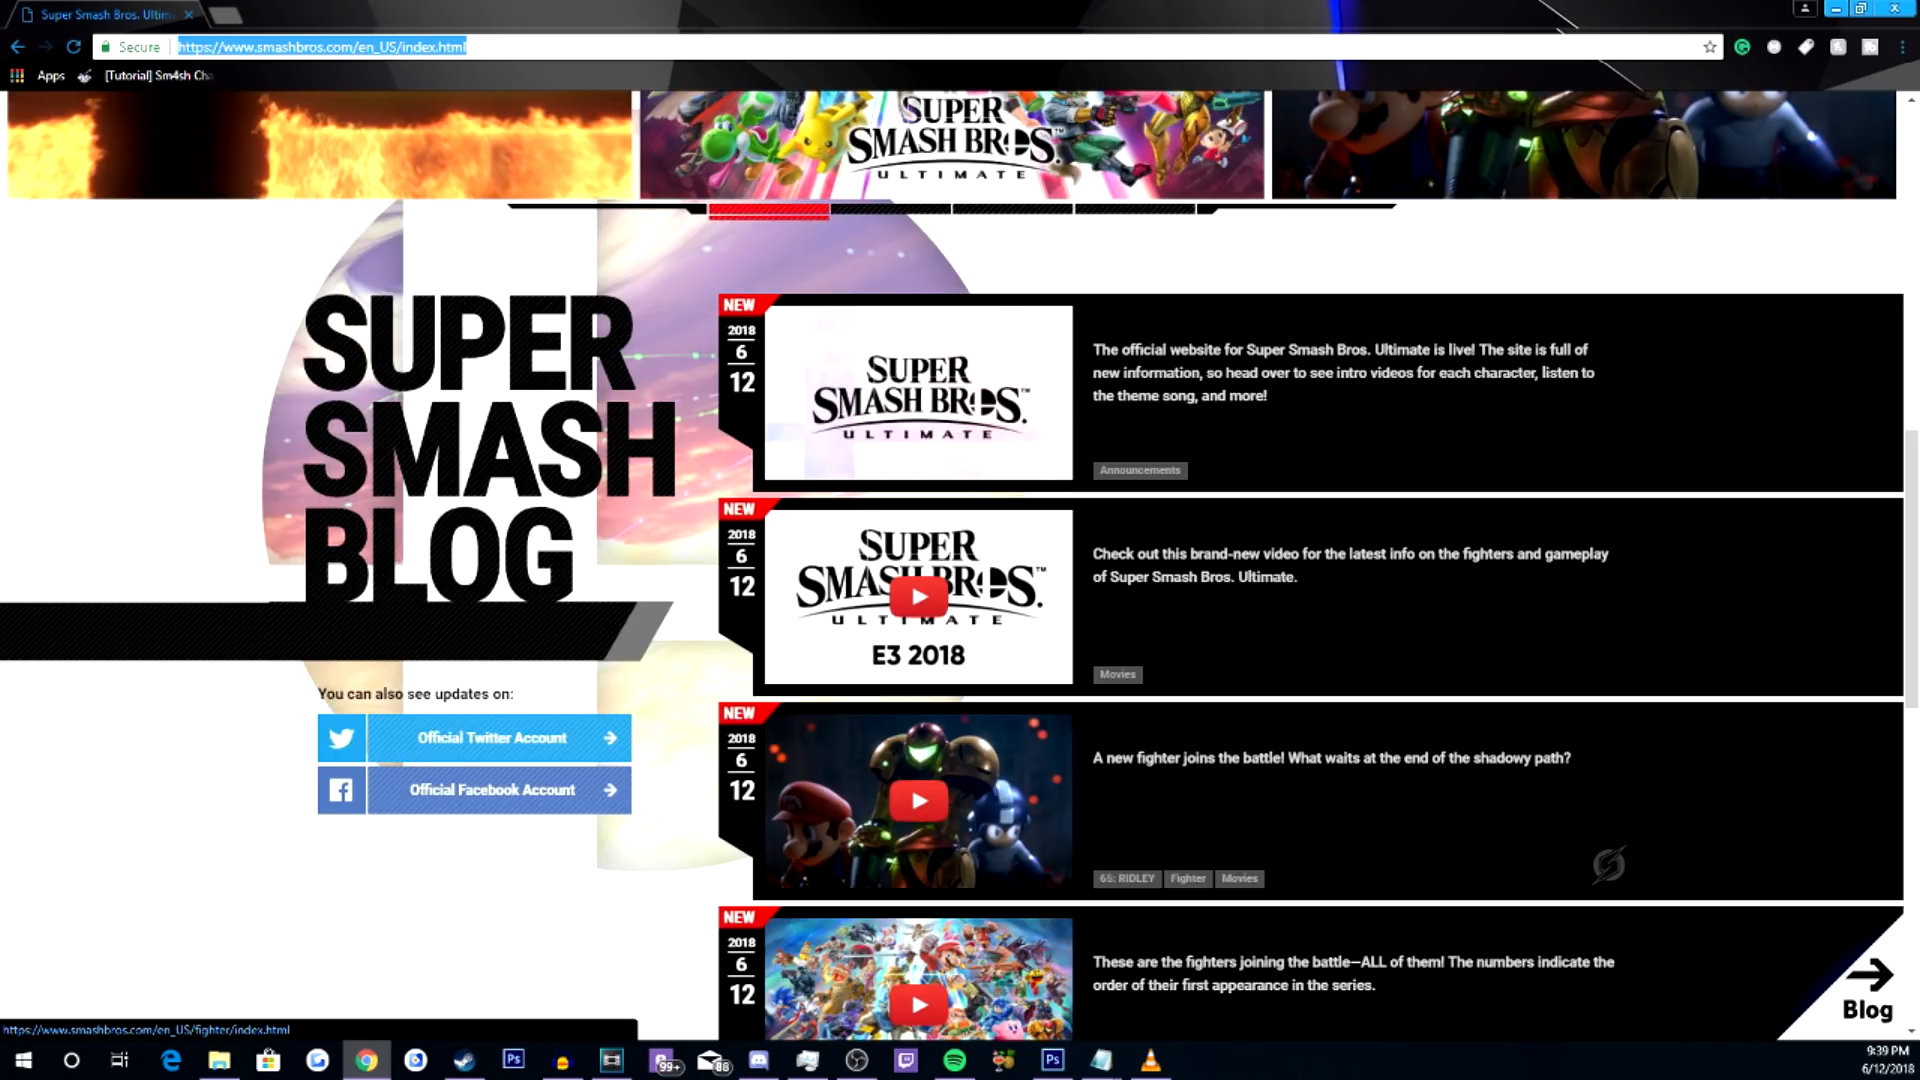 Super Smash Bros. Ultim
Secure
https://www.smashbros.com/en_US/index.html
Apps
[Tutorial] Sm4sh Cha
SUPER
SMASH BROS.™
ULTIMATE
SUPER
SMASH
BLOG
You can also see updates on:
Official Twitter Account
Official Facebook Account
NEW
2018
6
12
SUPER
SMASH BROS.™
ULTIMATE
The official website for Super Smash Bros. Ultimate is live! The site is full of
new information, so head over to see intro videos for each character, listen to
the theme song, and more!
Announcements
NEW
2018
6
12
SUPER
SMASH BROS.™
ULTIMATE
E3 2018
Check out this brand-new video for the latest info on the fighters and gameplay
of Super Smash Bros. Ultimate.
Movies
NEW
2018
6
12
A new fighter joins the battle! What waits at the end of the shadowy path?
65: RIDLEY
Fighter
Movies
NEW
2018
6
12
These are the fighters joining the battle—ALL of them! The numbers indicate the
order of their first appearance in the series.
Blog
https://www.smashbros.com/en_US/fighter/index.html
Ps
99+
88
Ps
9:39 PM
6/12/2018